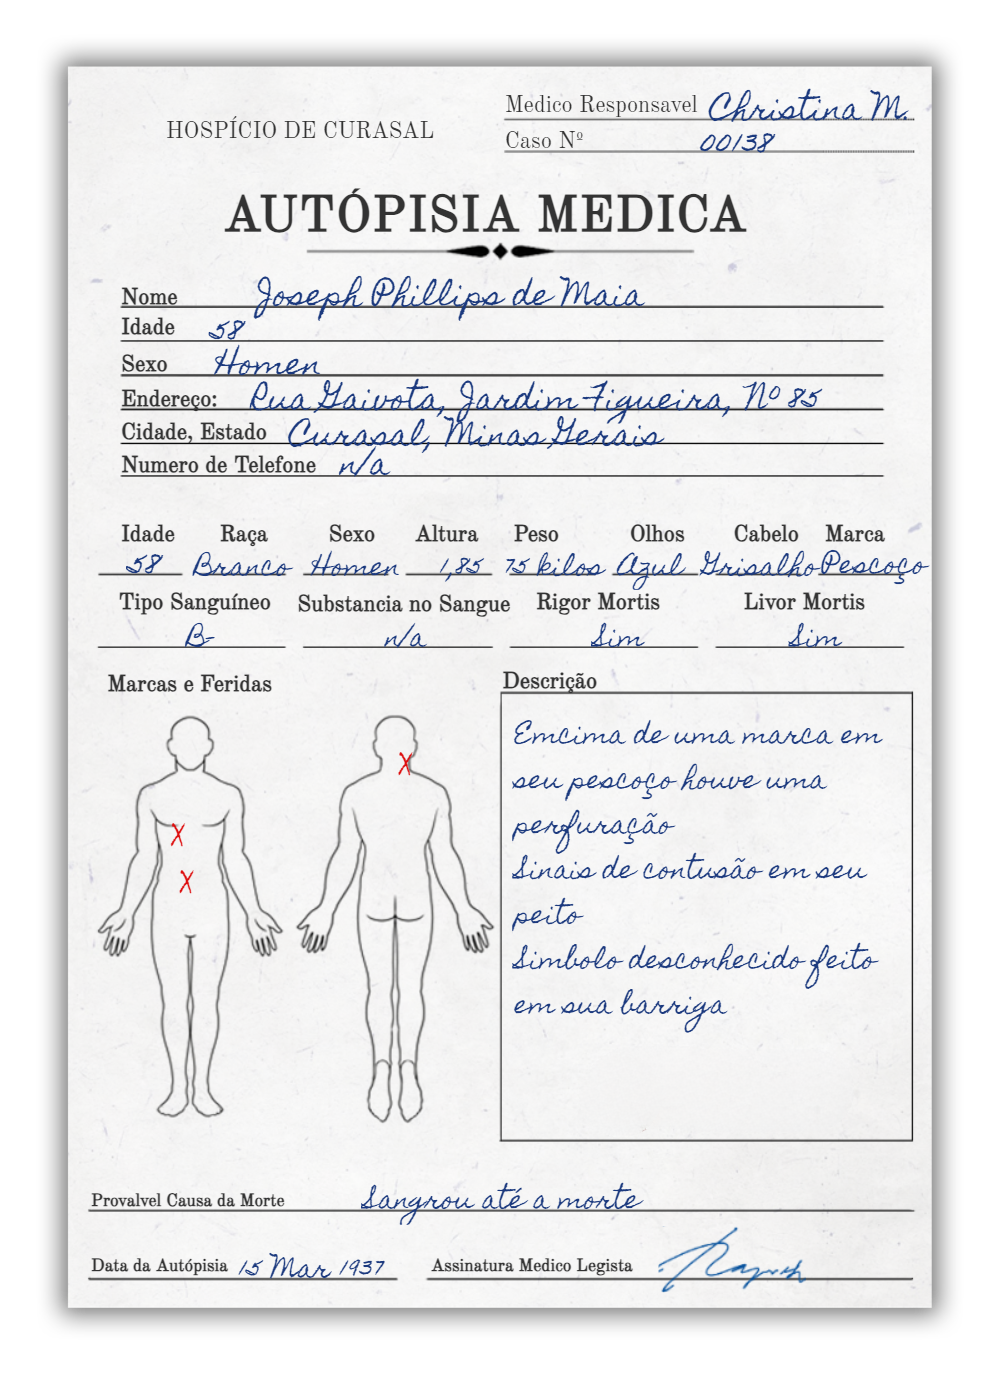 HOSPÍCIO DE CURASAL
Medico Responsavel Christina M.
Caso Nº 00138
AUTÓPISIA MEDICA
Nome Joseph Phillips de Maia
Idade 58
Sexo Homen
Endereço: Rua Gaivota, Jardim Figueira, Nº 85
Cidade, Estado Curasal, Minas Gerais
Numero de Telefone n/a
Idade Raça Sexo Altura Peso Olhos Cabelo Marca
58 Branco Homen 1,85 75 kilos Azul Grisalho Pescoço
Tipo Sanguíneo Substancia no Sangue Rigor Mortis Livor Mortis
B- n/a Sim Sim
Marcas e Feridas
X
X
X
Descrição
Emcima de uma marca em
seu pescoço houve uma
perfuração
Sinais de contusão em seu
peito
Simbolo desconhecido feito
em sua barriga
Provalvel Causa da Morte Sangrou até a morte
Data da Autópisia 15 Mar 1937
Assinatura Medico Legista